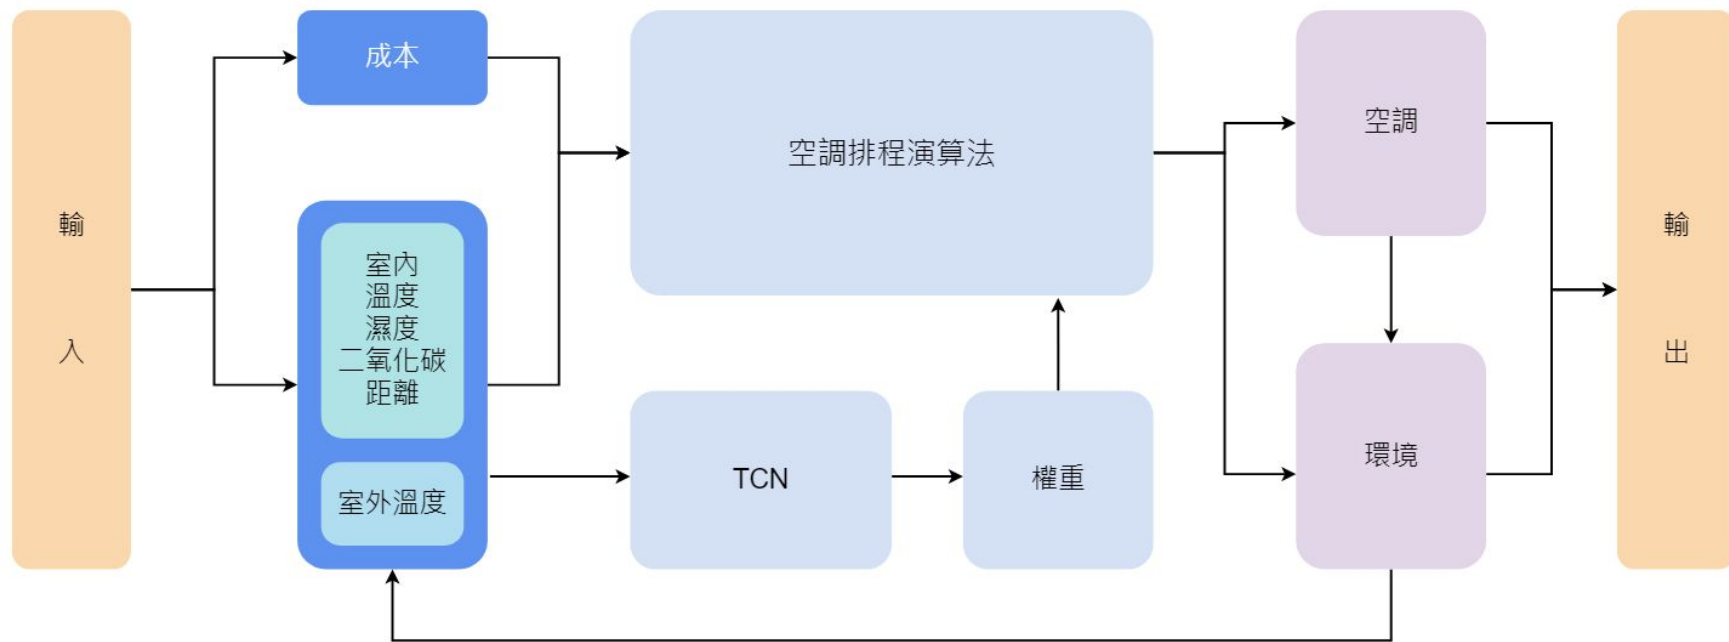 輸
入
成本
室內
溫度
濕度
二氧化碳
距離
室外溫度
空調排程演算法
TCN
權重
空調
環境
輸
出